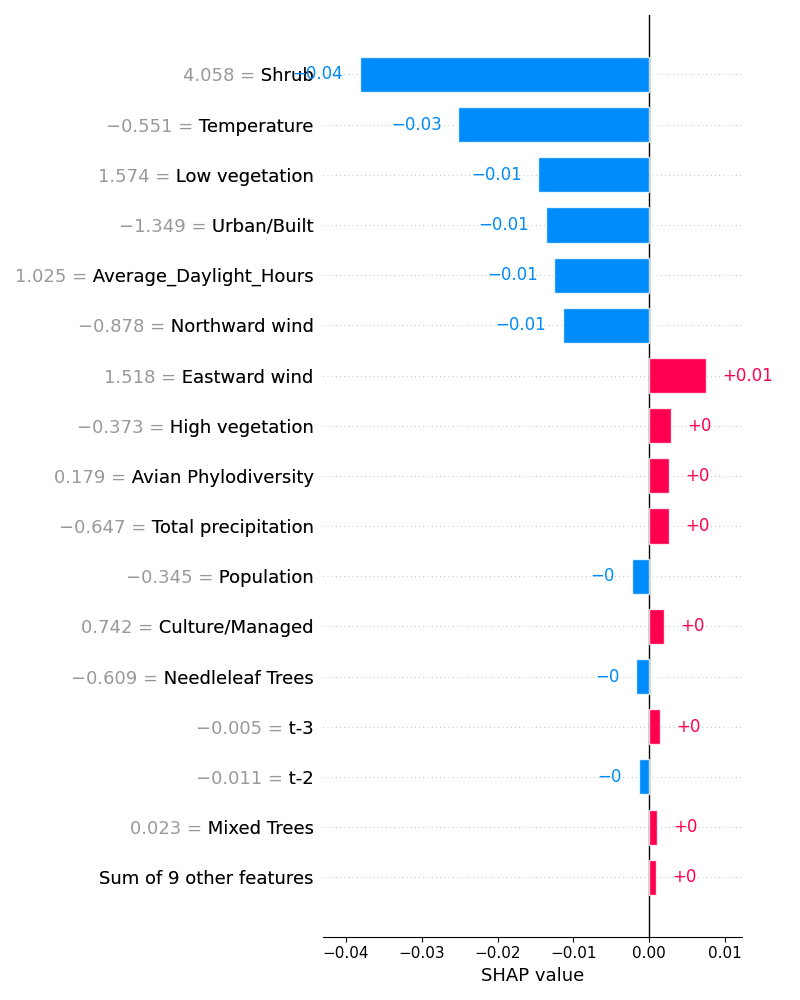 4.058 = Shrub −0.04
−0.551 = Temperature −0.03
1.574 = Low vegetation −0.01
−1.349 = Urban/Built −0.01
1.025 = Average_Daylight_Hours −0.01
−0.878 = Northward wind −0.01
1.518 = Eastward wind +0.01
−0.373 = High vegetation +0
0.179 = Avian Phylodiversity +0
−0.647 = Total precipitation +0
−0.345 = Population −0
0.742 = Culture/Managed +0
−0.609 = Needleleaf Trees −0
−0.005 = t-3 +0
−0.011 = t-2 −0
0.023 = Mixed Trees +0
Sum of 9 other features +0
−0.04 −0.03 −0.02 −0.01 0.00 0.01
SHAP value